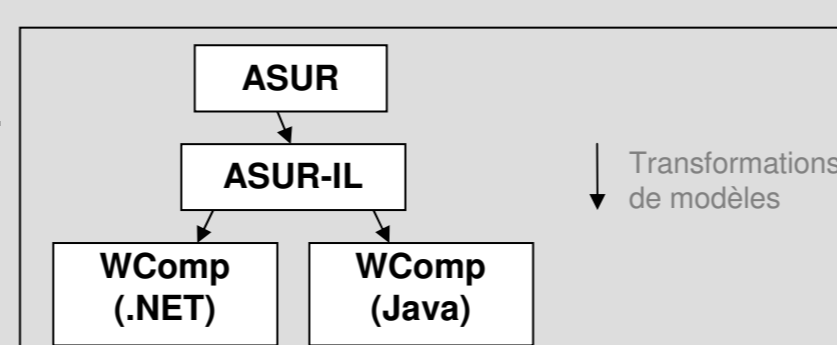 ASUR
ASUR-IL
Transformations
de modèles
WComp
(.NET)
WComp
(Java)